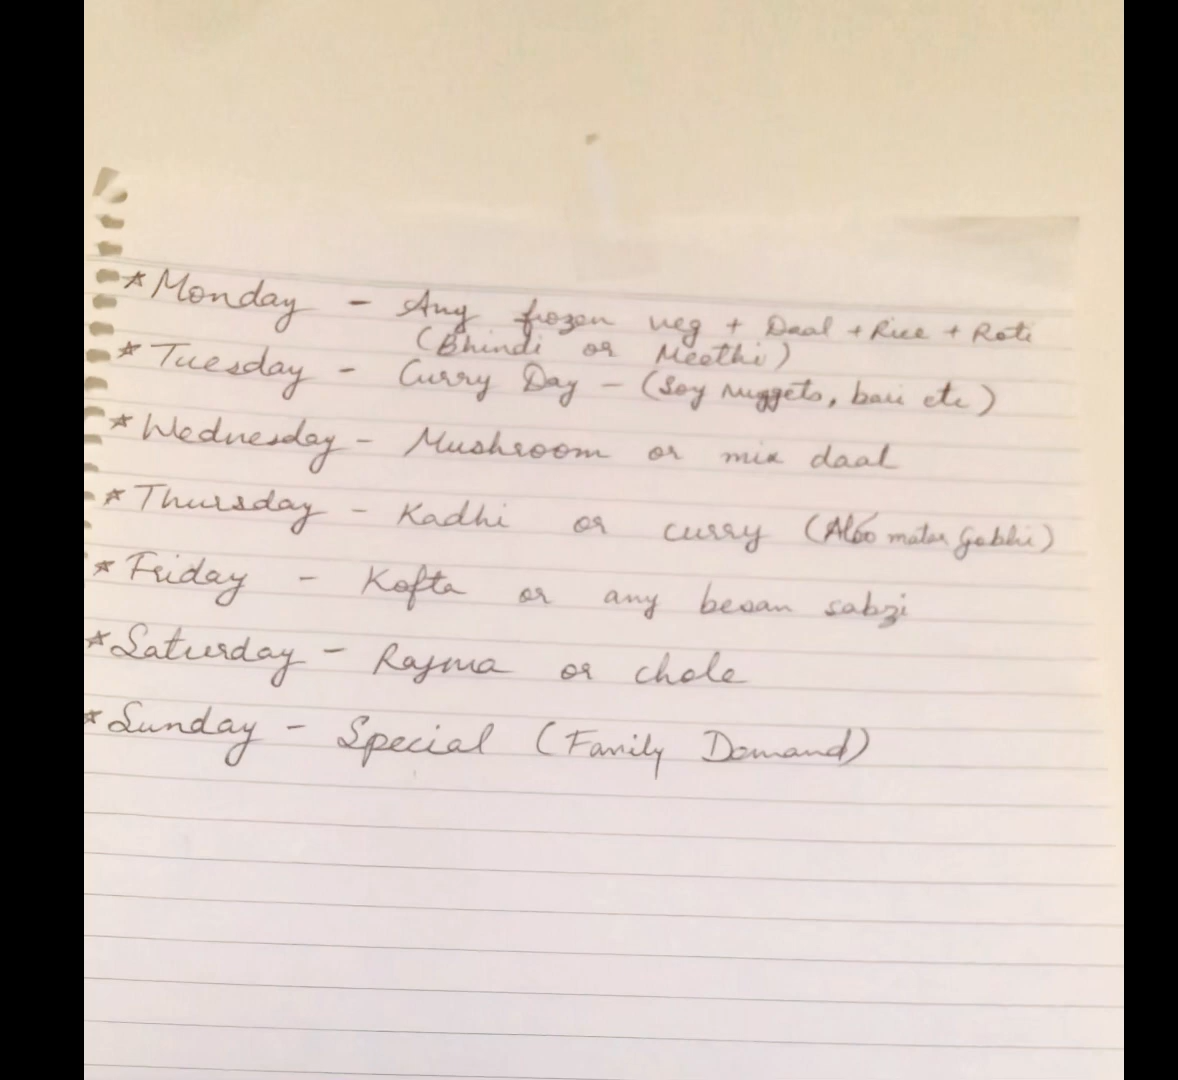 * Monday - Any frozen veg + Daal + Rice + Roti
(Bhindi or Meethi)
* Tuesday - Curry Day - (Soy nuggets, bari etc)
* Wednesday - Mushroom or mix daal
* Thursday - Kadhi or curry (Also matar gobhi)
* Friday - Kofta or any besan sabzi
* Saturday - Rajma or chole
* Sunday - Special (Family Demand)